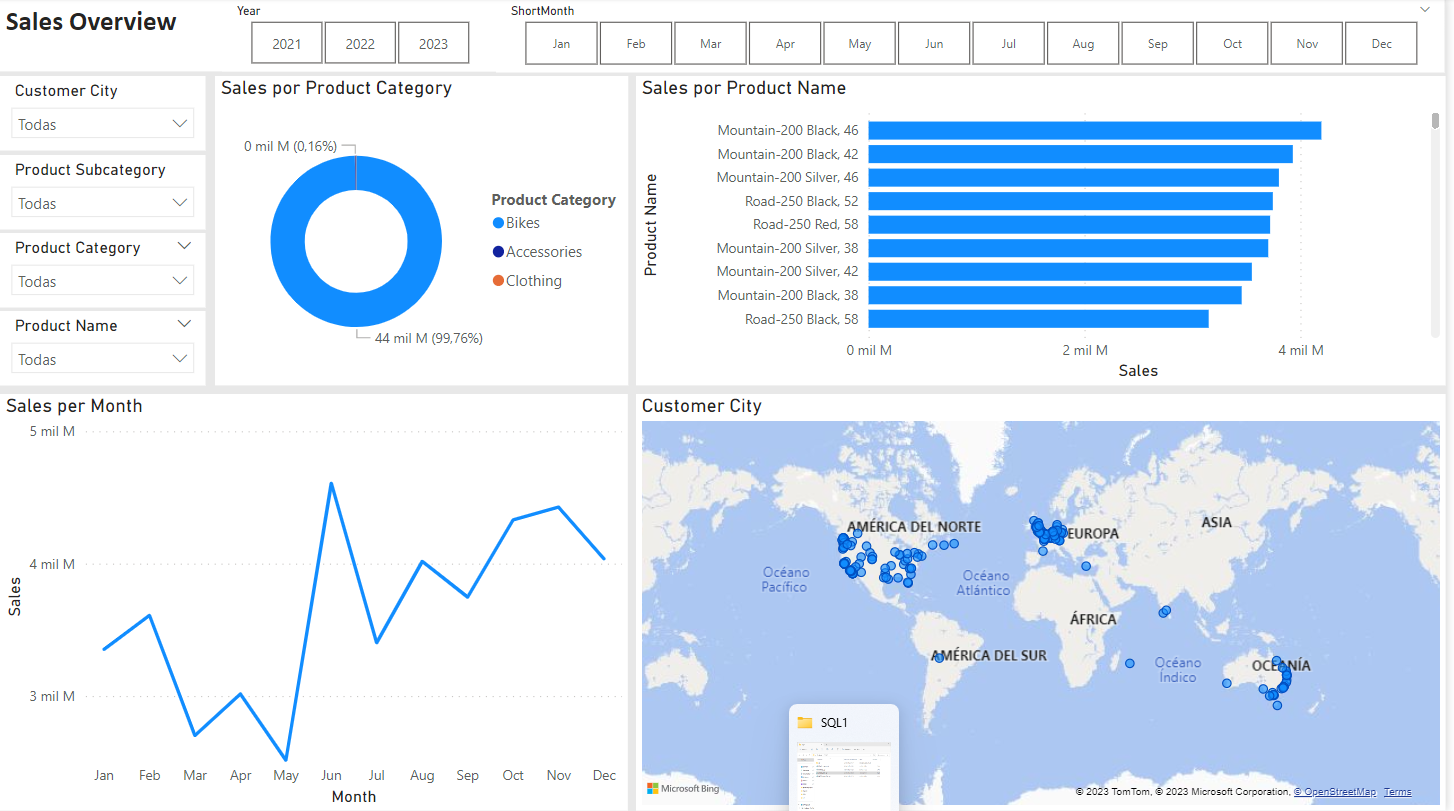 Sales Overview
Year
2021
2022
2023
ShortMonth
Jan
Feb
Mar
Apr
May
Jun
Jul
Aug
Sep
Oct
Nov
Dec
Customer City
Todas
Product Subcategory
Todas
Product Category
Todas
Product Name
Todas
Sales por Product Category
0 mil M (0,16%)
44 mil M (99,76%)
Product Category
Bikes
Accessories
Clothing
Sales por Product Name
Product Name
Mountain-200 Black, 46
Mountain-200 Black, 42
Mountain-200 Silver, 46
Road-250 Black, 52
Road-250 Red, 58
Mountain-200 Silver, 38
Mountain-200 Silver, 42
Mountain-200 Black, 38
Road-250 Black, 58
0 mil M
2 mil M
4 mil M
Sales
Sales per Month
Sales
5 mil M
4 mil M
3 mil M
Jan
Feb
Mar
Apr
May
Jun
Jul
Aug
Sep
Oct
Nov
Dec
Month
Customer City
AMÉRICA DEL NORTE
EUROPA
ASIA
Océano
Pacífico
Océano
Atlántico
ÁFRICA
AMÉRICA DEL SUR
Océano
Índico
OCEANÍA
SQL1
Microsoft Bing
© 2023 TomTom, © 2023 Microsoft Corporation, © OpenStreetMap Terms